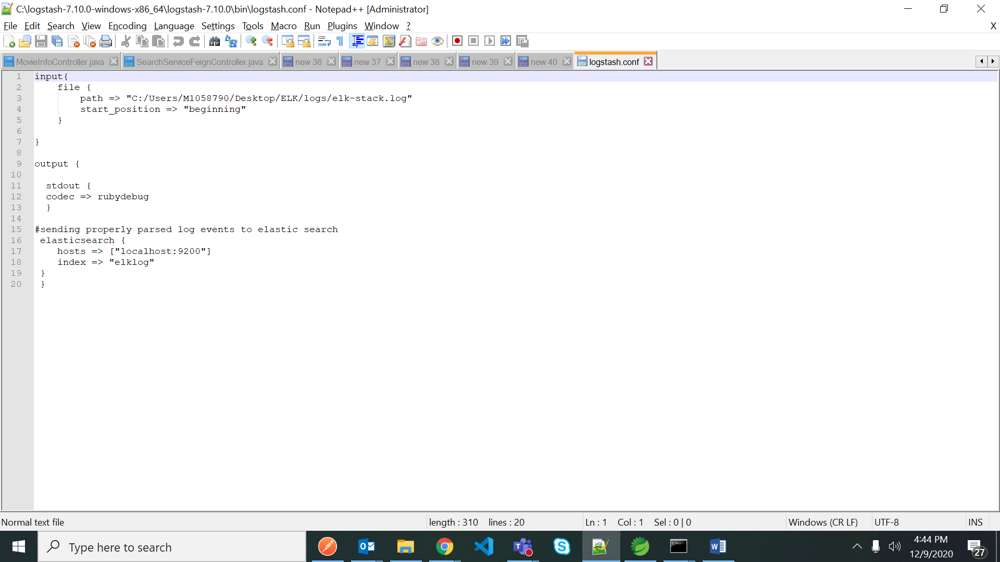 C:\logstash-7.10.0-windows-x86_64\logstash-7.10.0\bin\logstash.conf - Notepad++ [Administrator]
File Edit Search View Encoding Language Settings Tools Macro Run Plugins Window ? X
MovieInfoController.java SearchServiceFeignController.java new 36 new 37 new 38 new 39 new 40 logstash.conf
1 input{
2 file {
3 path => "C:/Users/M1058790/Desktop/ELK/logs/elk-stack.log"
4 start_position => "beginning"
5 }
6
7 }
8
9 output {
10
11 stdout {
12 codec => rubydebug
13 }
14
15 #sending properly parsed log events to elastic search
16 elasticsearch {
17 hosts => ["localhost:9200"]
18 index => "elklog"
19 }
20 }
Normal text file length : 310 lines : 20 Ln : 1 Col : 1 Sel : 0 | 0 Windows (CR LF) UTF-8 INS
Type here to search
4:44 PM
12/9/2020
27